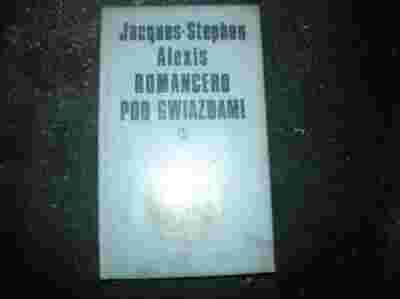 Jacques-Stephen
Alexis
ROMANCERO
POD GWIAZDAMI